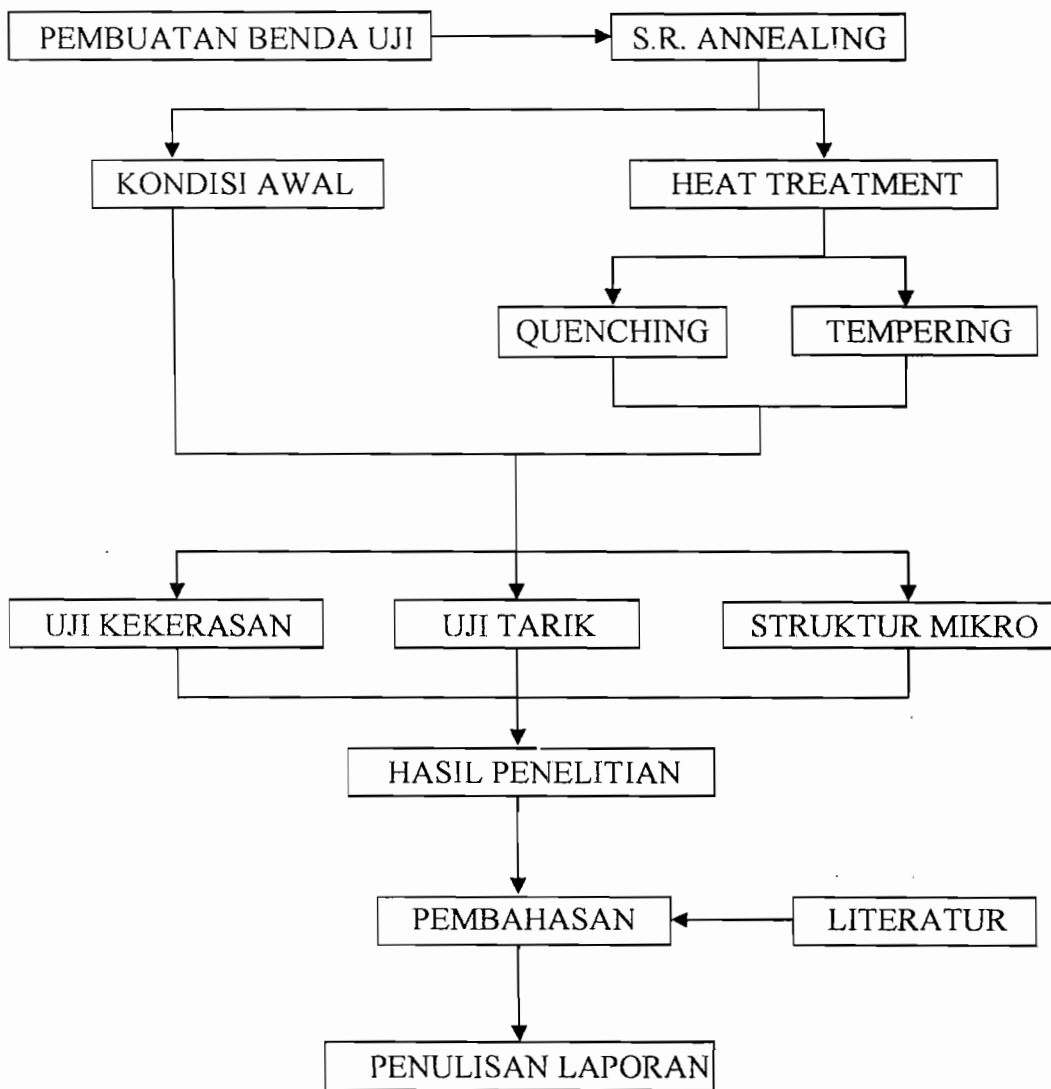 PEMBUATAN BENDA UJI
S.R. ANNEALING
KONDISI AWAL
HEAT TREATMENT
QUENCHING
TEMPERING
UJI KEKERASAN
UJI TARIK
STRUKTUR MIKRO
HASIL PENELITIAN
PEMBAHASAN
LITERATUR
PENULISAN LAPORAN